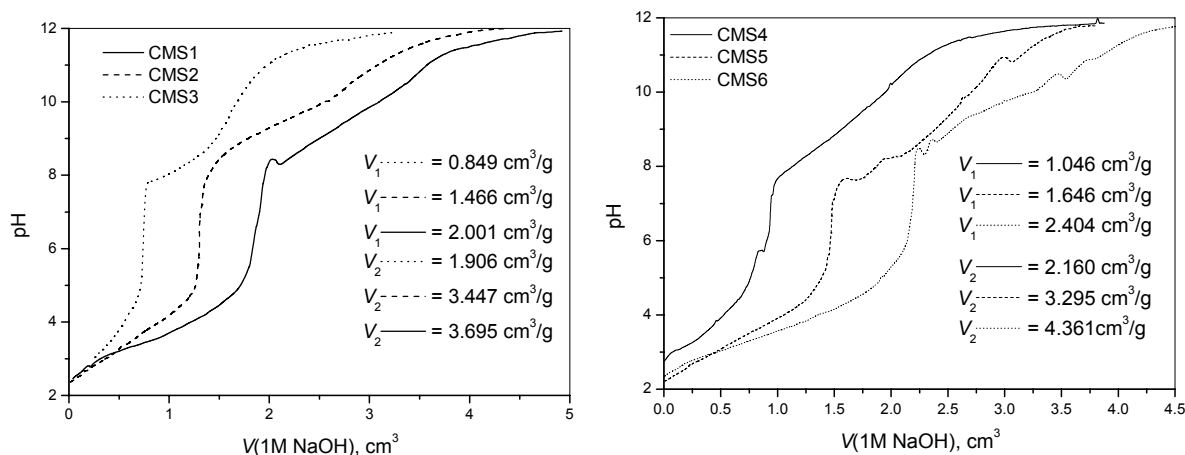 12
10
8
6
4
2
pH
CMS1
CMS2
CMS3
V1 = 0.849 cm³/g
V1 = 1.466 cm³/g
V1 = 2.001 cm³/g
V2 = 1.906 cm³/g
V2 = 3.447 cm³/g
V2 = 3.695 cm³/g
0 1 2 3 4 5
V(1M NaOH), cm³
12
10
8
6
4
2
pH
CMS4
CMS5
CMS6
V1 = 1.046 cm³/g
V1 = 1.646 cm³/g
V1 = 2.404 cm³/g
V2 = 2.160 cm³/g
V2 = 3.295 cm³/g
V2 = 4.361cm³/g
0.0 0.5 1.0 1.5 2.0 2.5 3.0 3.5 4.0 4.5
V(1M NaOH), cm³